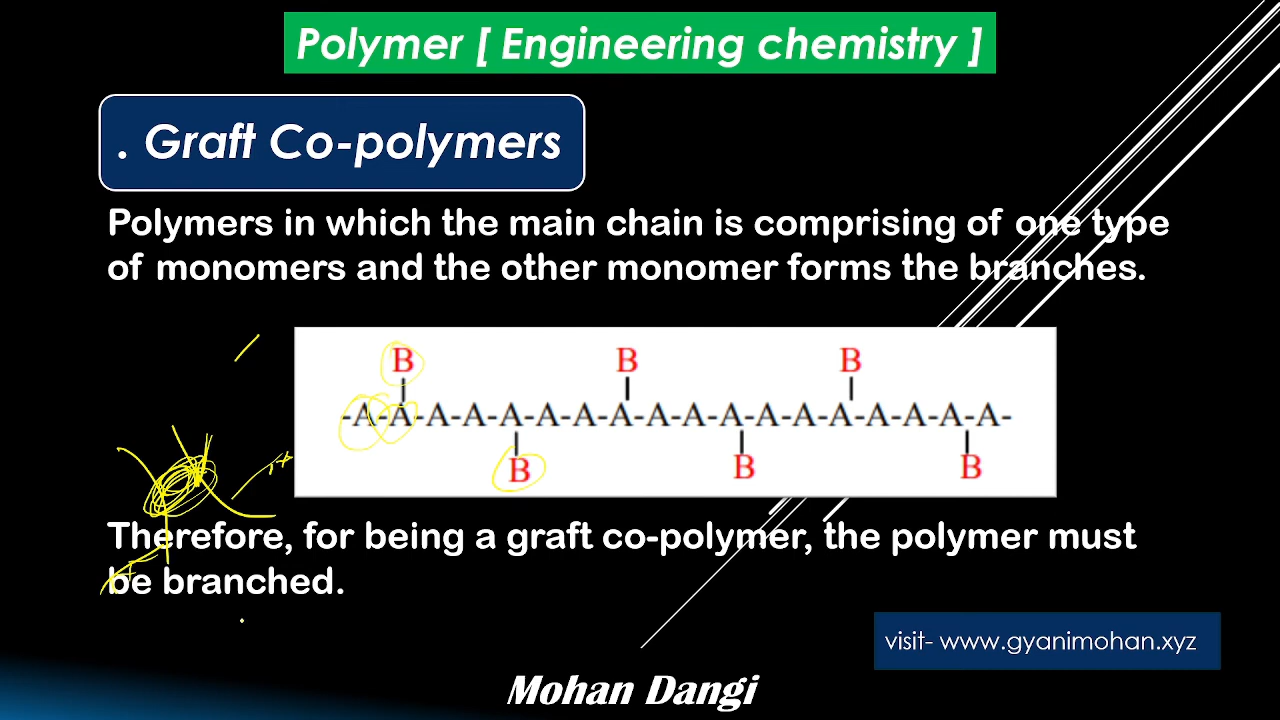 Polymer [ Engineering chemistry ]
. Graft Co-polymers
Polymers in which the main chain is comprising of one type
of monomers and the other monomer forms the branches.
B B B
-A-A-A-A-A-A-A-A-A-A-A-A-A-A-A-A-A-A-
B B B
Therefore, for being a graft co-polymer, the polymer must
be branched.
visit- www.gyanimohan.xyz
Mohan Dangi